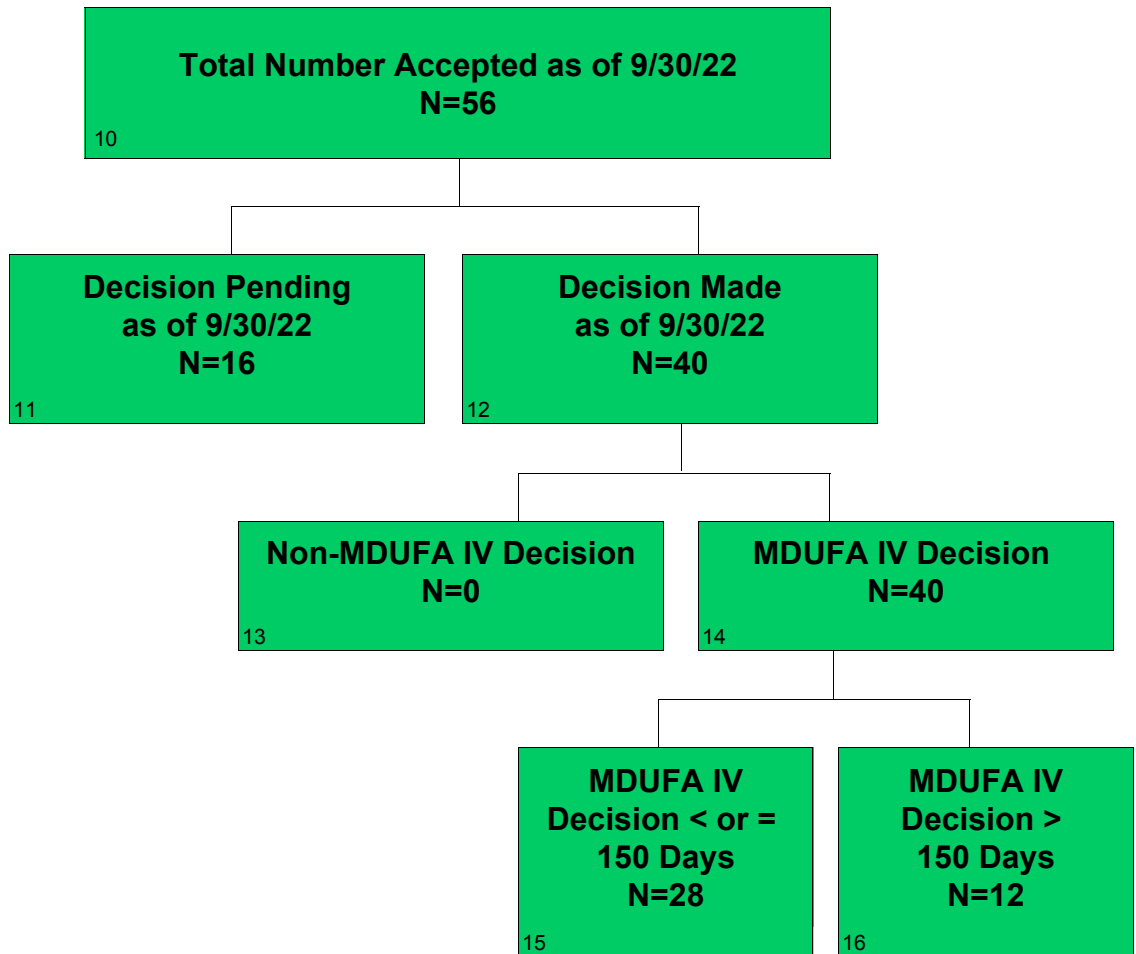 Total Number Accepted as of 9/30/22
N=56
10
Decision Pending
as of 9/30/22
N=16
11
Decision Made
as of 9/30/22
N=40
12
Non-MDUFA IV Decision
N=0
13
MDUFA IV Decision
N=40
14
MDUFA IV
Decision < or =
150 Days
N=28
15
MDUFA IV
Decision >
150 Days
N=12
16